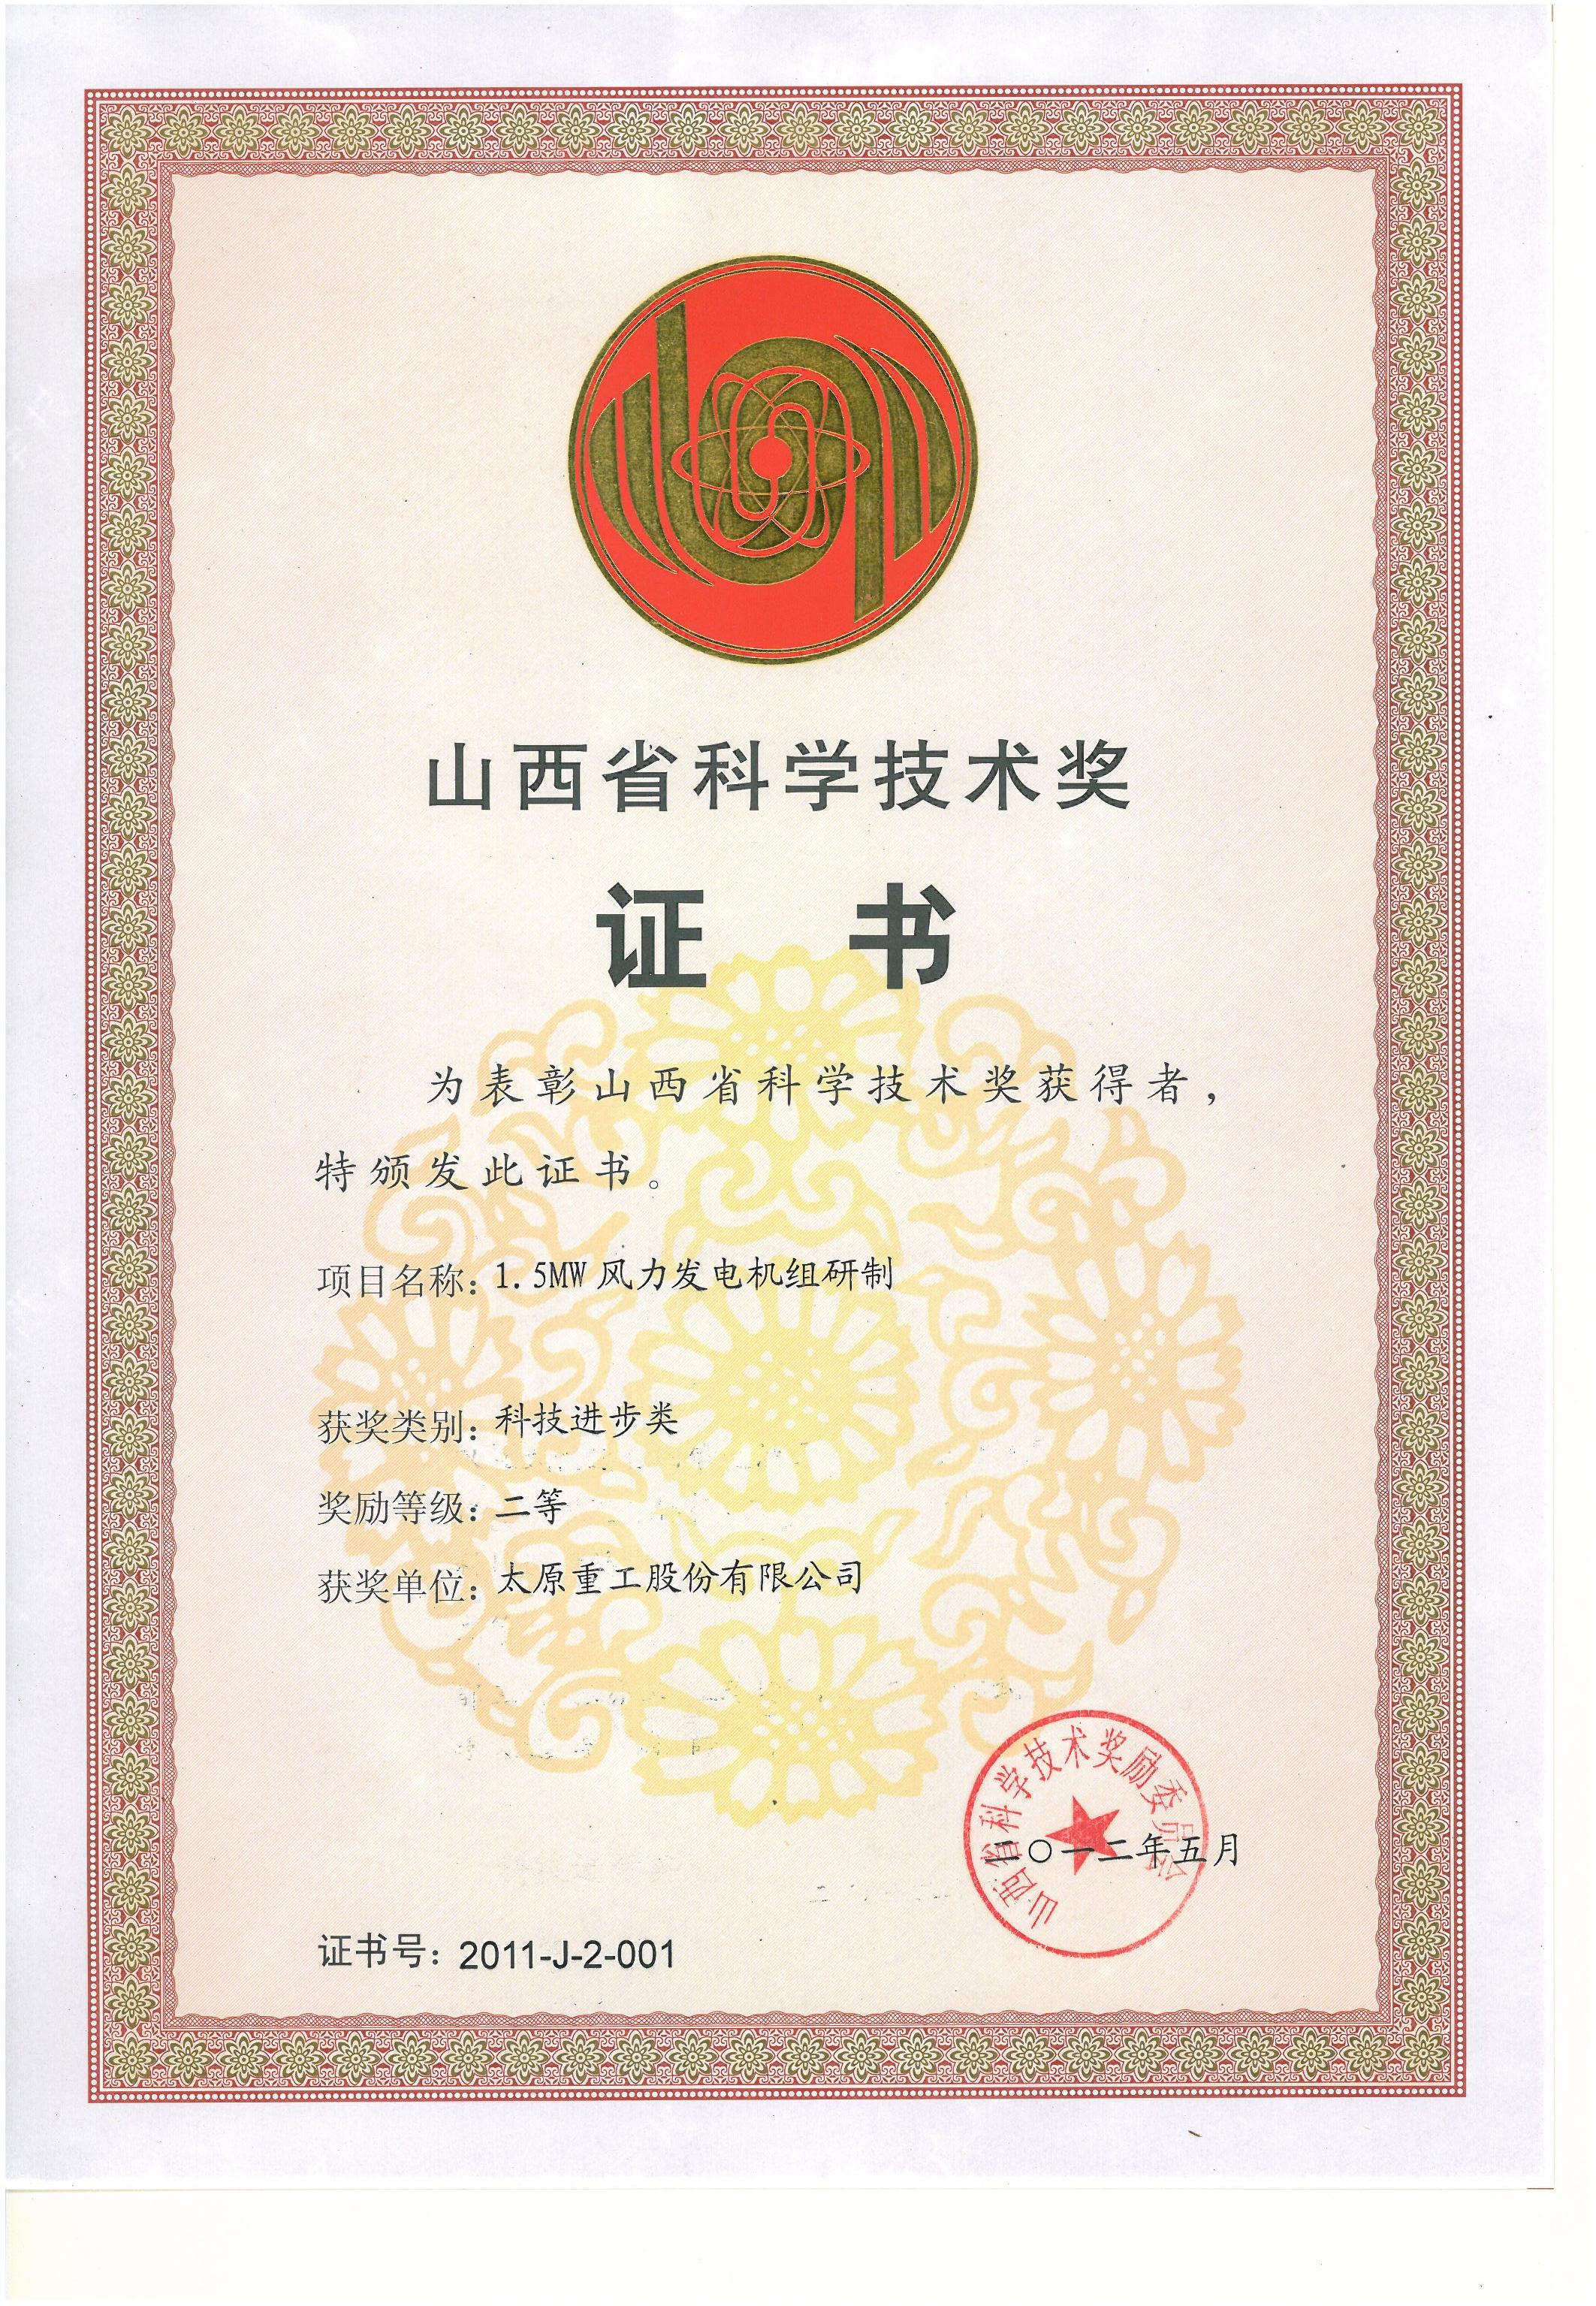 山西省科学技术奖
证 书
为表彰山西省科学技术奖获得者，
特颁发此证书。
项目名称：1.5MW风力发电机组研制
获奖类别：科技进步类
奖励等级：二等
获奖单位：太原重工股份有限公司
山西省科学技术奖励委员会
二〇一二年五月
证书号：2011-J-2-001